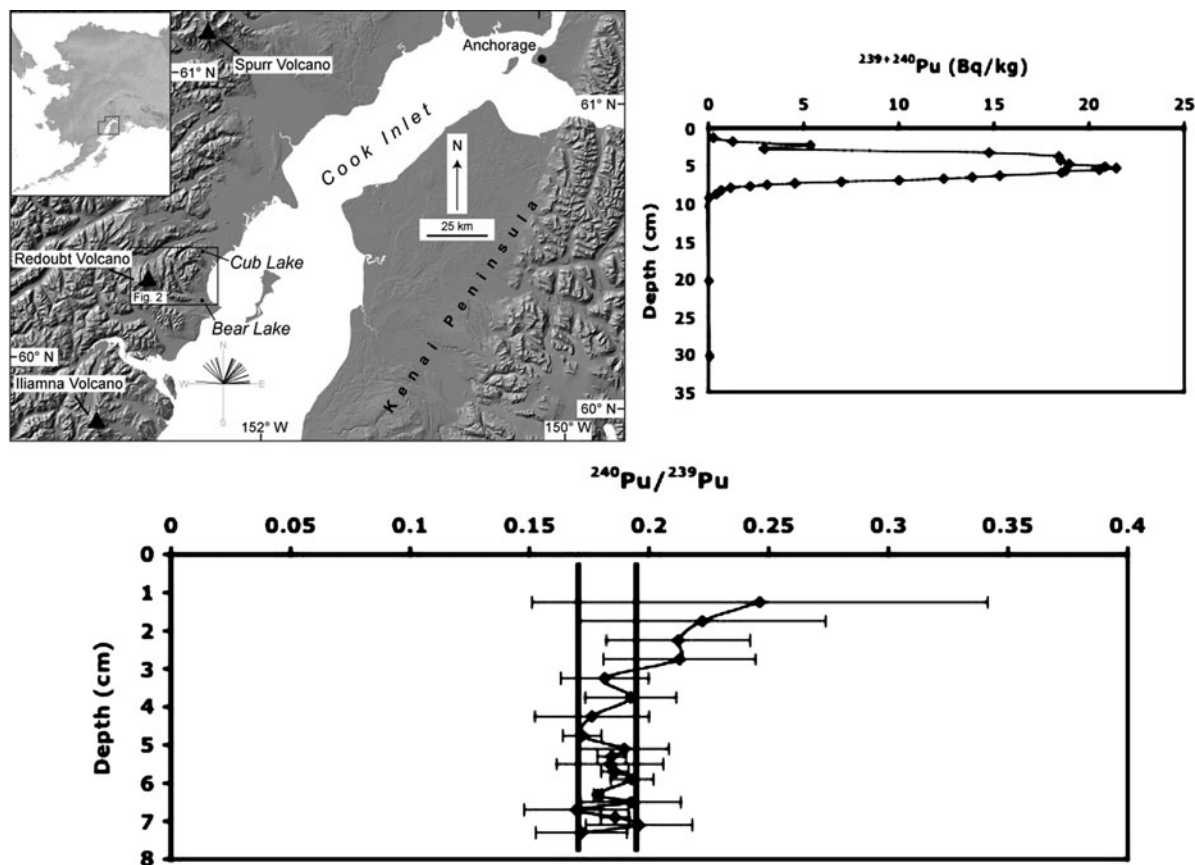 Spurr Volcano
Anchorage
61° N
61° N
Cook Inlet
N
25 km
Kenai Peninsula
Redoubt Volcano
Cub Lake
Fig. 2
Bear Lake
60° N
N
W
E
S
Iliamna Volcano
60° N
152° W
150° W
239+240Pu (Bq/kg)
0 5 10 15 20 25
0
5
10
15
20
25
30
35
Depth (cm)
240Pu/239Pu
0 0.05 0.1 0.15 0.2 0.25 0.3 0.35 0.4
0
1
2
3
4
5
6
7
8
Depth (cm)